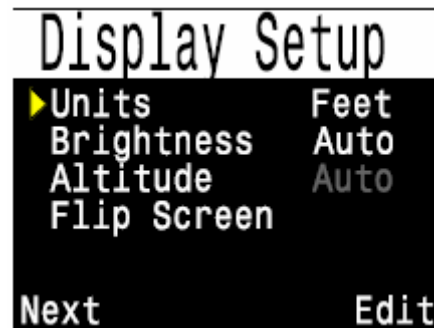 Display Setup
Units Feet
Brightness Auto
Altitude Auto
Flip Screen
Next Edit